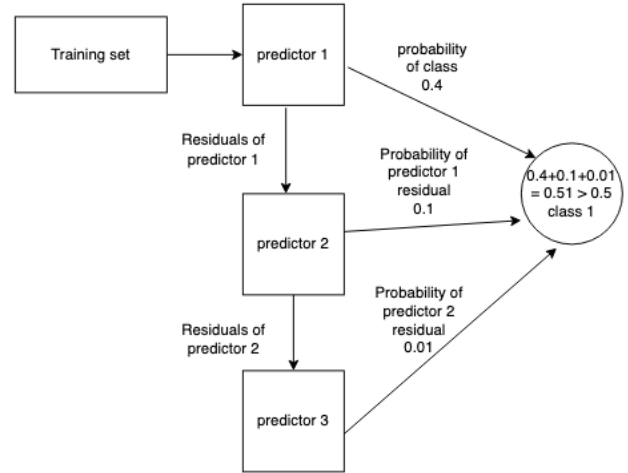 Training set
predictor 1
probability
of class
0.4
Residuals of
predictor 1
Probability of
predictor 1
residual
0.1
0.4+0.1+0.01
= 0.51 > 0.5
class 1
predictor 2
Residuals of
predictor 2
Probability of
predictor 2
residual
0.01
predictor 3